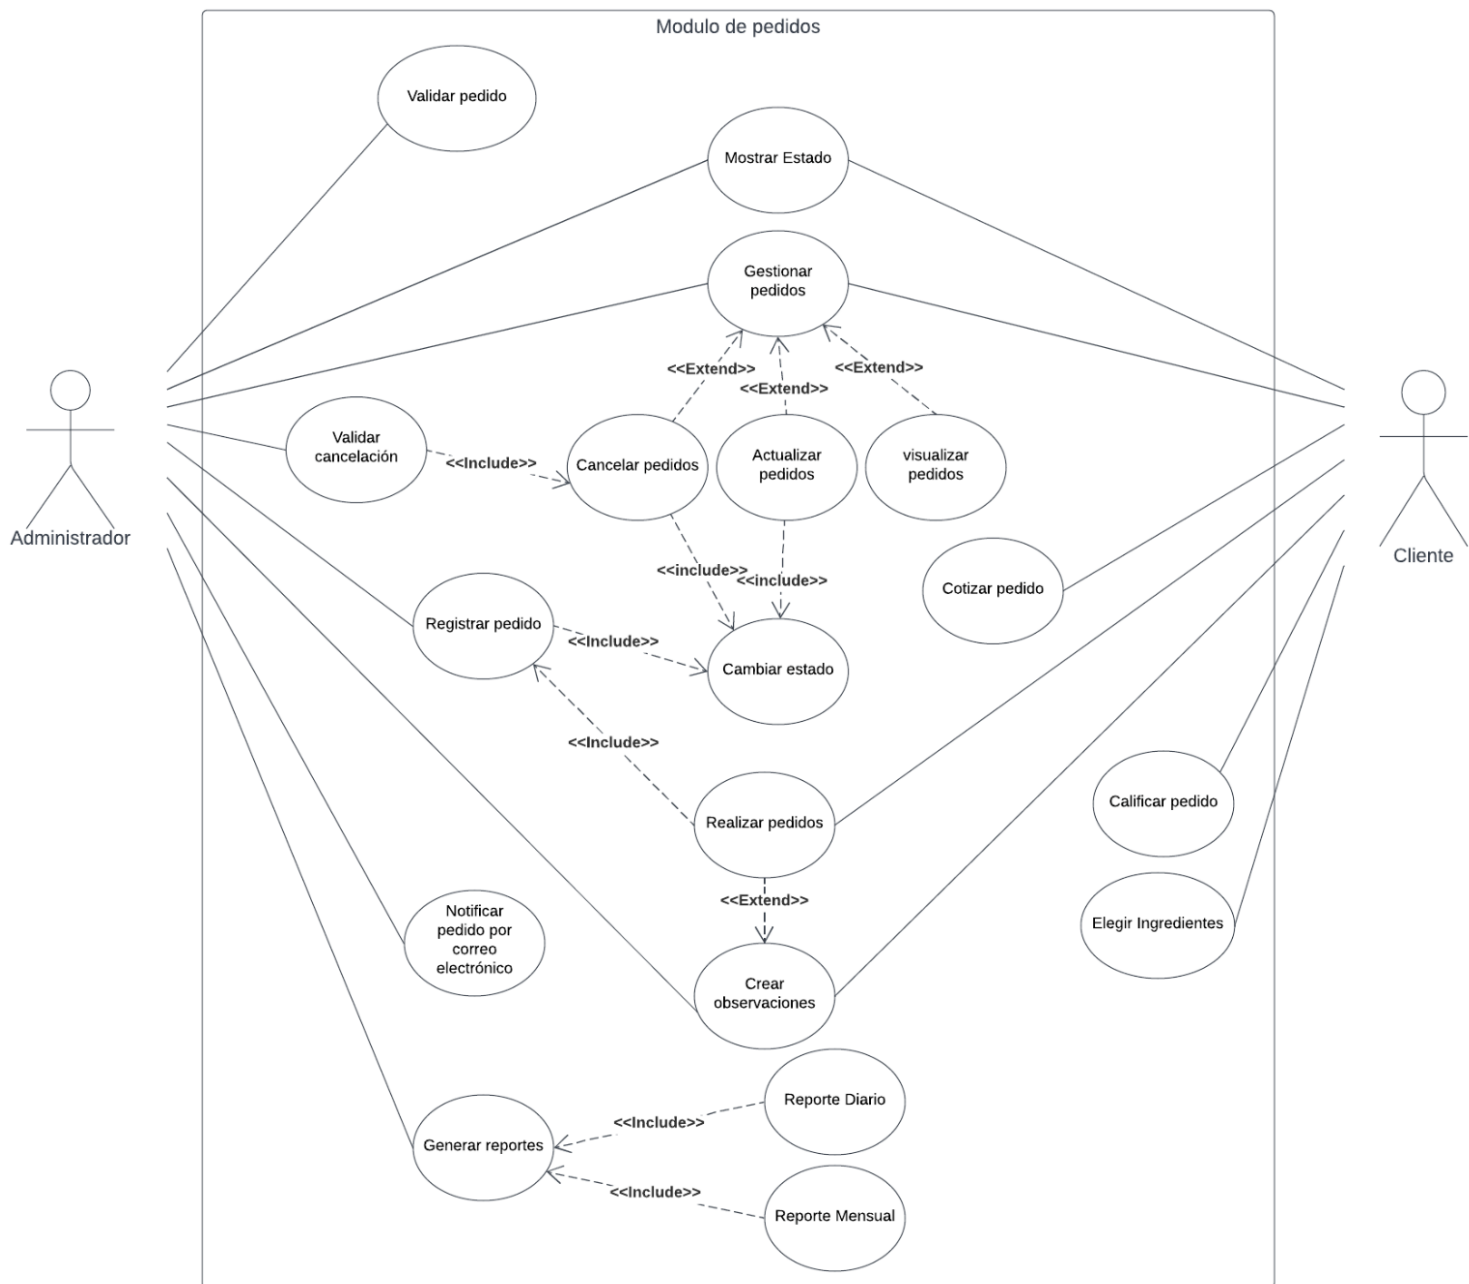 Modulo de pedidos
Validar pedido
Mostrar Estado
Gestionar
pedidos
<<Extend>>
<<Extend>>
<<Extend>>
Administrador
Cliente
Validar
cancelación
<<Include>>
Cancelar pedidos
Actualizar
pedidos
visualizar
pedidos
<<include>>
<<include>>
Cotizar pedido
Registrar pedido
<<Include>>
Cambiar estado
<<Include>>
Realizar pedidos
Calificar pedido
<<Extend>>
Notificar
pedido por
correo
electrónico
Elegir Ingredientes
Crear
observaciones
Generar reportes
<<Include>>
Reporte Diario
<<Include>>
Reporte Mensual